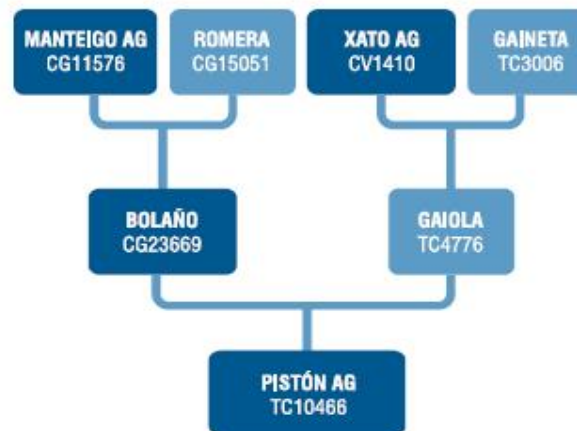 MANTEIGO AG
CG11576
ROMERA
CG15051
XATO AG
CV1410
GAINETA
TC3006
BOLAÑO
CG23669
GAIOLA
TC4776
PISTÓN AG
TC10466